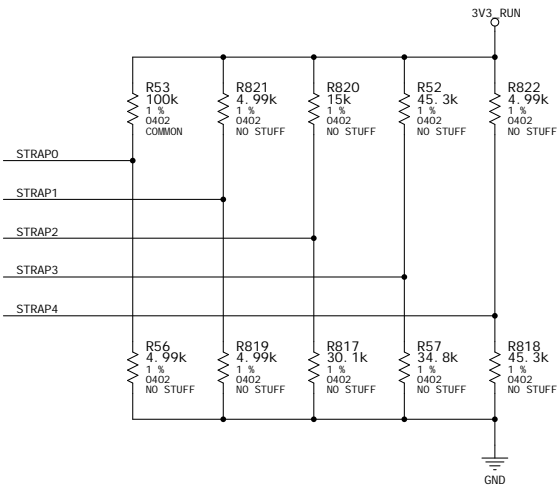 3V3_RUN
R53
100k
1 %
0402
COMMON
R821
4.99k
1 %
0402
NO STUFF
R820
15k
1 %
0402
NO STUFF
R52
45.3k
1 %
0402
NO STUFF
R822
4.99k
1 %
0402
NO STUFF
STRAP0
STRAP1
STRAP2
STRAP3
STRAP4
R56
4.99k
1 %
0402
NO STUFF
R819
4.99k
1 %
0402
NO STUFF
R817
30.1k
1 %
0402
NO STUFF
R57
34.8k
1 %
0402
NO STUFF
R818
45.3k
1 %
0402
NO STUFF
GND